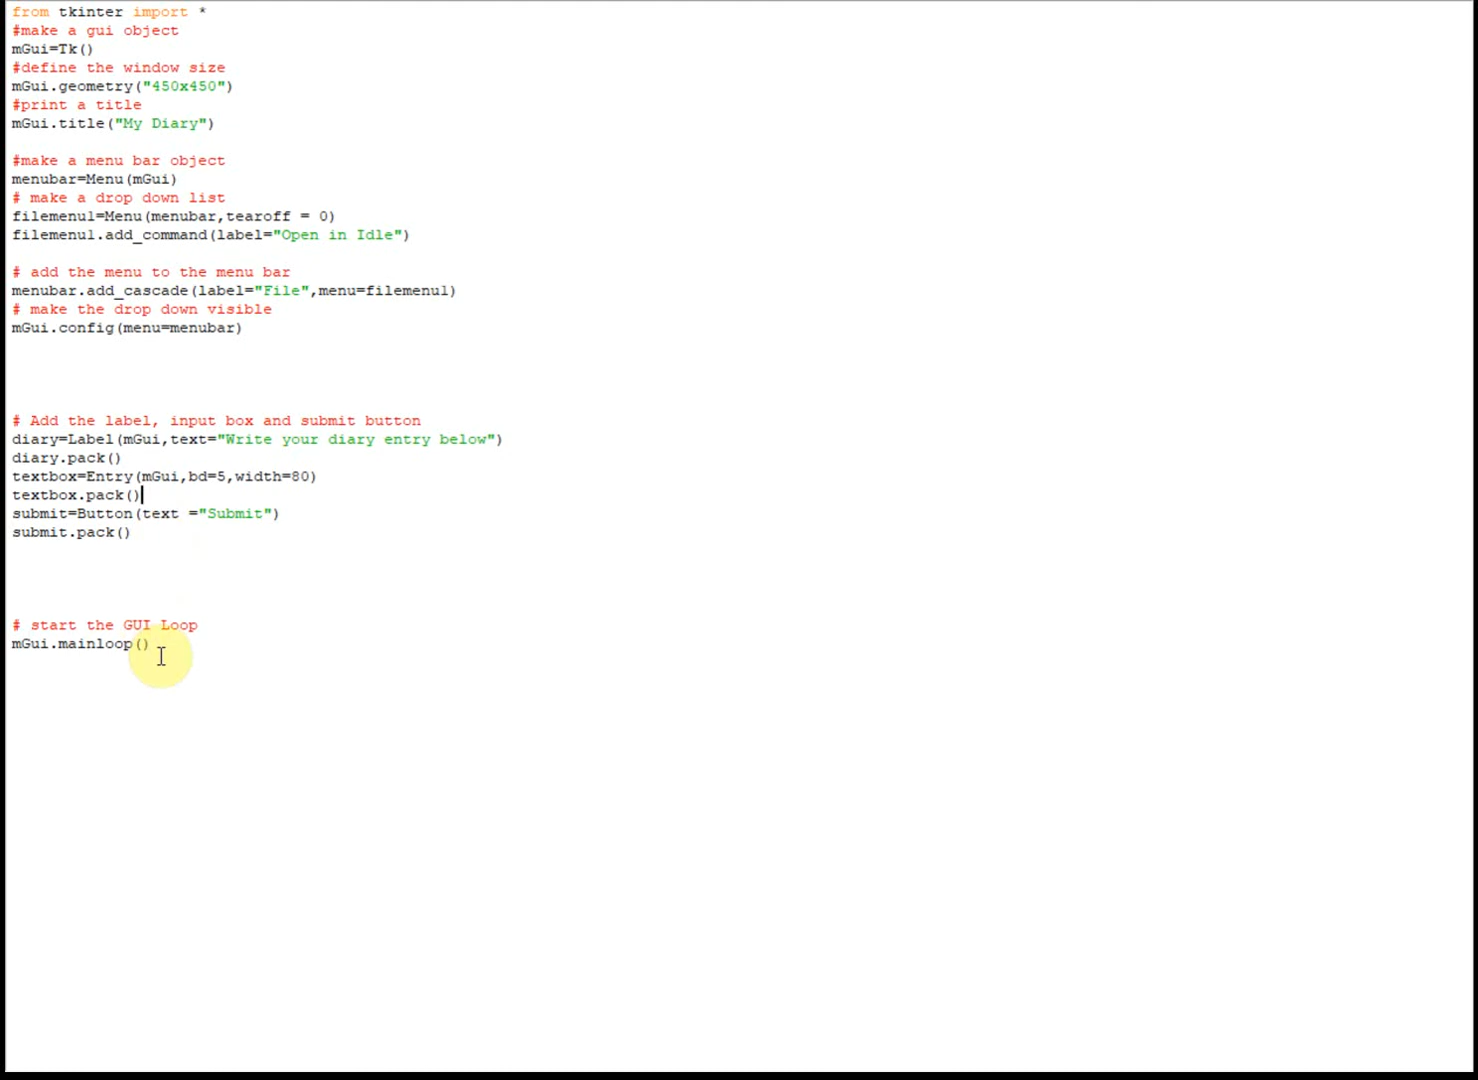 from tkinter import *
#make a gui object
mGui=Tk()
#define the window size
mGui.geometry("450x450")
#print a title
mGui.title("My Diary")
#make a menu bar object
menubar=Menu(mGui)
# make a drop down list
filemenu1=Menu(menubar,tearoff = 0)
filemenu1.add_command(label="Open in Idle")
# add the menu to the menu bar
menubar.add_cascade(label="File",menu=filemenu1)
# make the drop down visible
mGui.config(menu=menubar)
# Add the label, input box and submit button
diary=Label(mGui,text="Write your diary entry below")
diary.pack()
textbox=Entry(mGui,bd=5,width=80)
textbox.pack()
submit=Button(text ="Submit")
submit.pack()
# start the GUI Loop
mGui.mainloop()